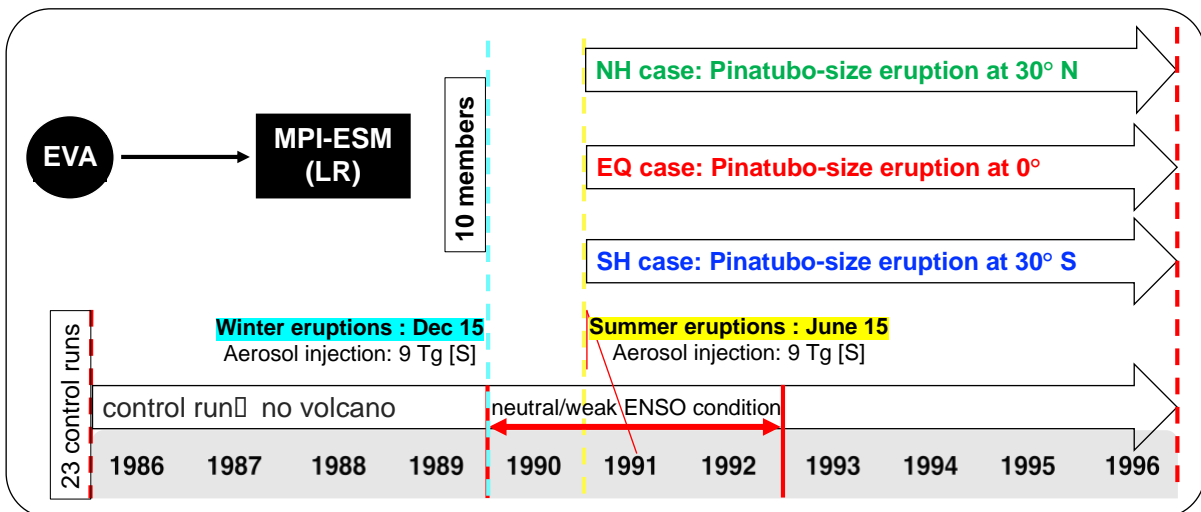 NH case: Pinatubo-size eruption at 30° N
EVA
MPI-ESM
(LR)
10 members
EQ case: Pinatubo-size eruption at 0°
SH case: Pinatubo-size eruption at 30° S
Winter eruptions : Dec 15
Aerosol injection: 9 Tg [S]
Summer eruptions : June 15
Aerosol injection: 9 Tg [S]
23 control runs
control run▯ no volcano
neutral/weak ENSO condition
1986 1987 1988 1989 1990 1991 1992 1993 1994 1995 1996